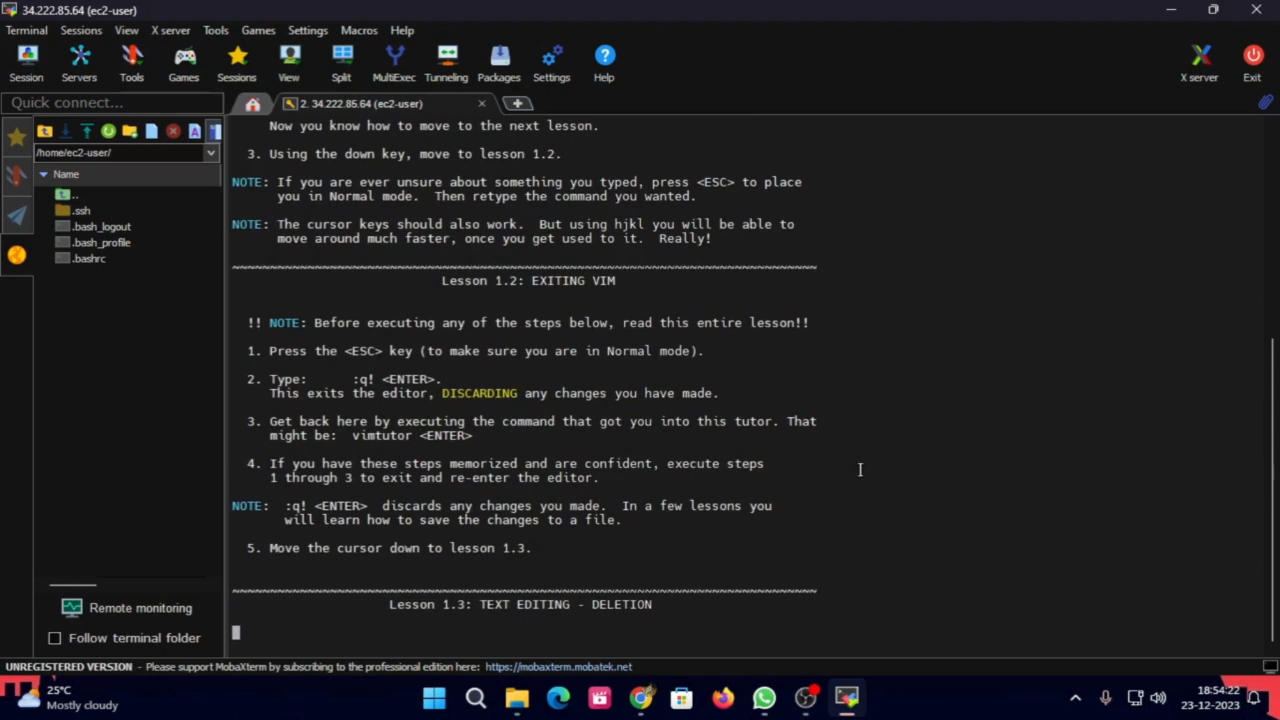 34.222.85.64 (ec2-user)
Terminal Sessions View X server Tools Games Settings Macros Help
Session Servers Tools Games Sessions View Split MultiExec Tunneling Packages Settings Help X server Exit
Quick connect...
2. 34.222.85.64 (ec2-user)
/home/ec2-user/
Name
..
.ssh
.bash_logout
.bash_profile
.bashrc
Remote monitoring
Follow terminal folder
Now you know how to move to the next lesson.
3. Using the down key, move to lesson 1.2.
NOTE: If you are ever unsure about something you typed, press <ESC> to place
you in Normal mode. Then retype the command you wanted.
NOTE: The cursor keys should also work. But using hjkl you will be able to
move around much faster, once you get used to it. Really!
~~~~~~~~~~~~~~~~~~~~~~~~~~~~~~~~~~~~~~~~~~~~~~~~~~~~~~~~~~~~~~~~~~~~~~~~~~~~~~
Lesson 1.2: EXITING VIM
!! NOTE: Before executing any of the steps below, read this entire lesson!!
1. Press the <ESC> key (to make sure you are in Normal mode).
2. Type: :q! <ENTER>.
This exits the editor, DISCARDING any changes you have made.
3. Get back here by executing the command that got you into this tutor. That
might be: vimtutor <ENTER>
4. If you have these steps memorized and are confident, execute steps
1 through 3 to exit and re-enter the editor.
NOTE: :q! <ENTER> discards any changes you made. In a few lessons you
will learn how to save the changes to a file.
5. Move the cursor down to lesson 1.3.
~~~~~~~~~~~~~~~~~~~~~~~~~~~~~~~~~~~~~~~~~~~~~~~~~~~~~~~~~~~~~~~~~~~~~~~~~~~~~~
Lesson 1.3: TEXT EDITING - DELETION
UNREGISTERED VERSION - Please support MobaXterm by subscribing to the professional edition here: https://mobaxterm.mobatek.net
25°C
Mostly cloudy
18:54:22
23-12-2023